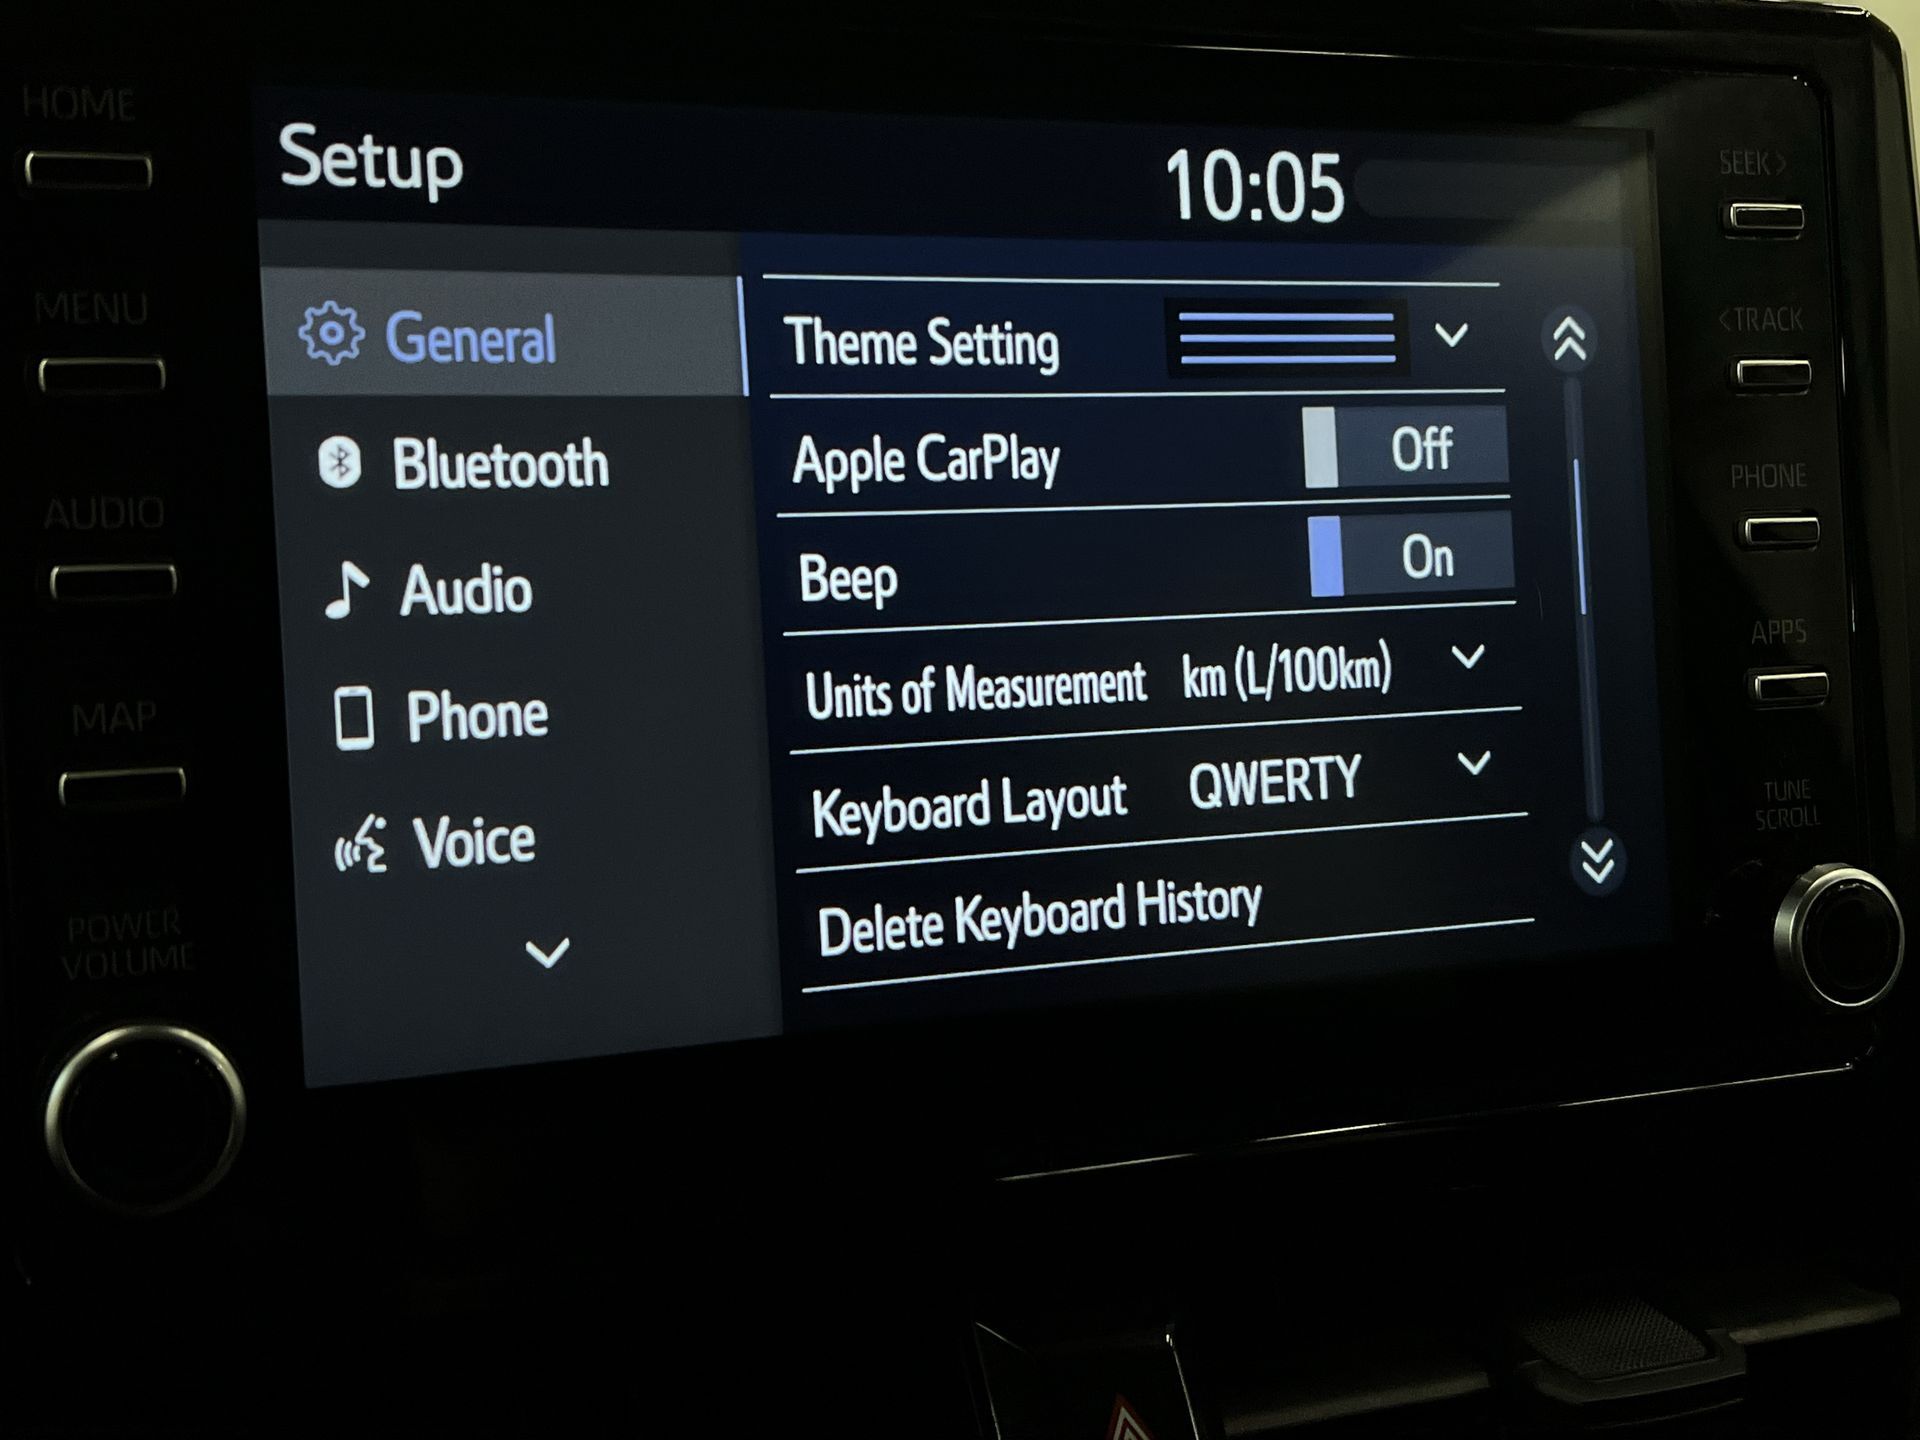 HOME
MENU
AUDIO
MAP
POWER
VOLUME
Setup
10:05
General
Bluetooth
Audio
Phone
Voice
Theme Setting
Apple CarPlay Off
Beep On
Units of Measurement km (L/100km)
Keyboard Layout QWERTY
Delete Keyboard History
SEEK>
<TRACK
PHONE
APPS
TUNE
SCROLL